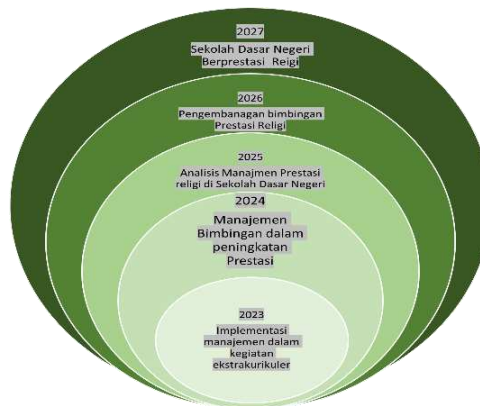 2027
Sekolah Dasar Negeri
Berprestasi Reigi
2026
Pengembanagan bimbingan
Prestasi Religi
2025
Analisis Manajmen Prestasi
religi di Sekolah Dasar Negeri
2024
Manajemen
Bimbingan dalam
peningkatan
Prestasi
2023
Implementasi
manajemen dalam
kegiatan
ekstrakurikuler